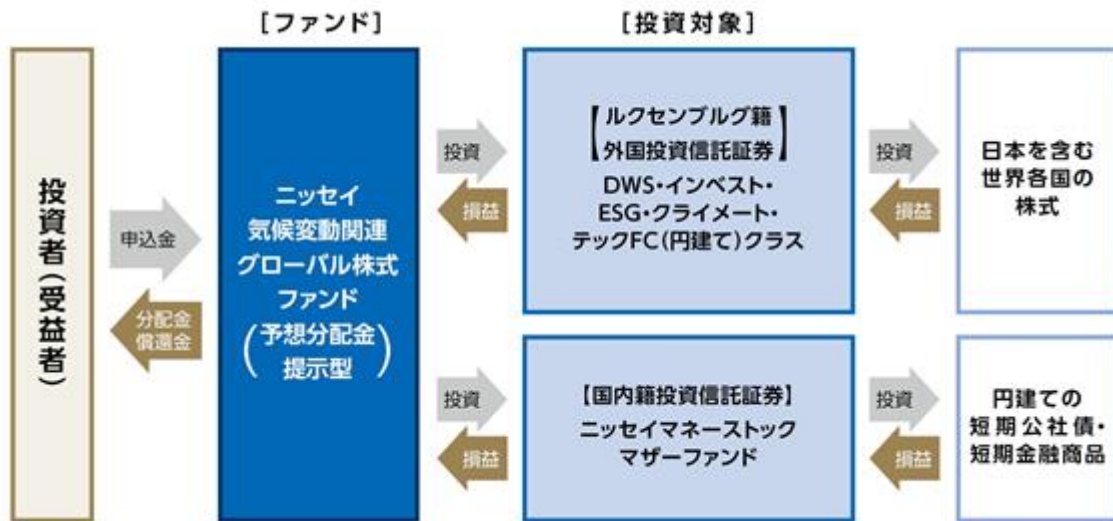 [ファンド]
[投資対象]
投資者(受益者)
申込金
分配金
償還金
ニッセイ
気候変動関連
グローバル株式
ファンド
(予想分配金
提示型)
投資
損益
【ルクセンブルグ籍
外国投資信託証券】
DWS・インベスト・
ESG・クライメート・
テックFC(円建て)クラス
投資
損益
日本を含む
世界各国の
株式
投資
損益
【国内籍投資信託証券】
ニッセイマネーストック
マザーファンド
投資
損益
円建ての
短期公社債・
短期金融商品